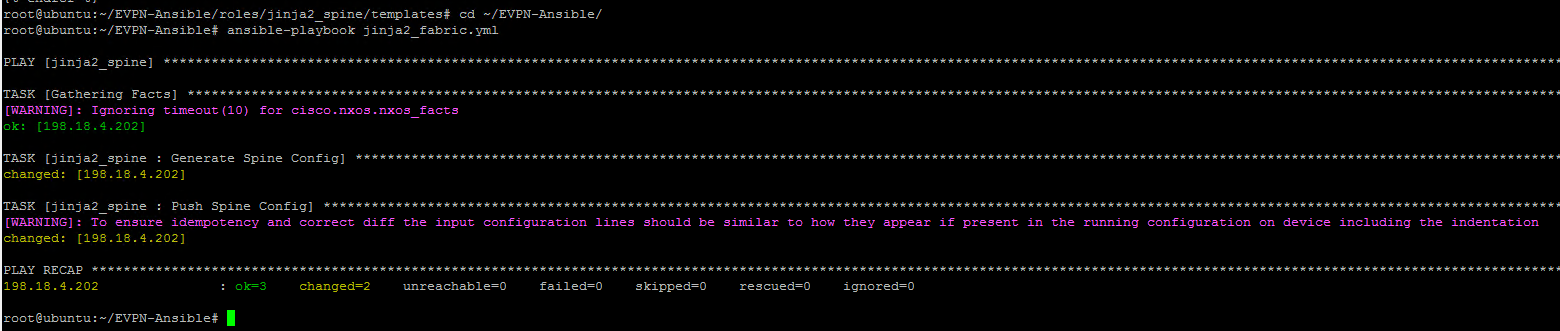 root@ubuntu:~/EVPN-Ansible/roles/jinja2_spine/templates# cd ~/EVPN-Ansible/
root@ubuntu:~/EVPN-Ansible# ansible-playbook jinja2_fabric.yml
PLAY [jinja2_spine] ****************************************************************************************************************************************************************
TASK [Gathering Facts] *************************************************************************************************************************************************************
[WARNING]: Ignoring timeout(10) for cisco.nxos.nxos_facts
ok: [198.18.4.202]
TASK [jinja2_spine : Generate Spine Config] ****************************************************************************************************************************************
changed: [198.18.4.202]
TASK [jinja2_spine : Push Spine Config] ********************************************************************************************************************************************
[WARNING]: To ensure idempotency and correct diff the input configuration lines should be similar to how they appear if present in the running configuration on device including the indentation
changed: [198.18.4.202]
PLAY RECAP *************************************************************************************************************************************************************************
198.18.4.202 : ok=3 changed=2 unreachable=0 failed=0 skipped=0 rescued=0 ignored=0
root@ubuntu:~/EVPN-Ansible#